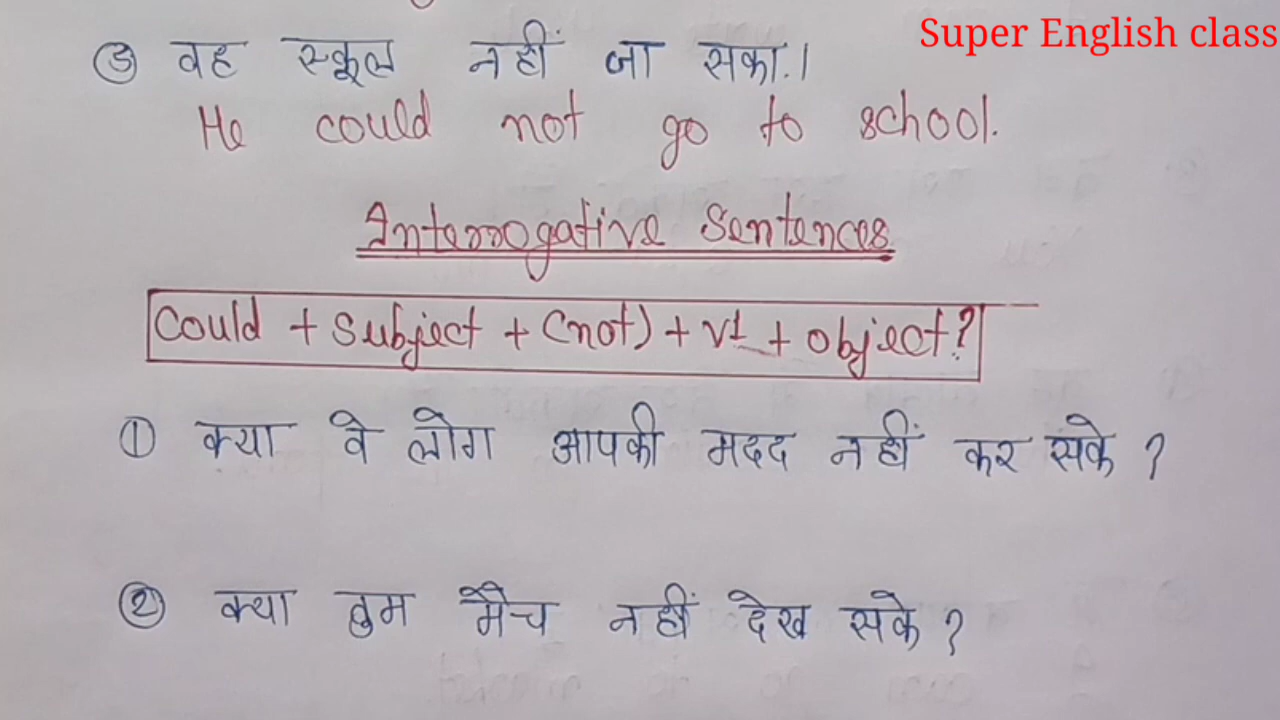 Super English class
③ वह स्कूल नहीं जा सका.।
He could not go to school.
Interrogative Sentences
Could + Subject + (not) + v1 + object?
① क्या वे लोग आपकी मदद नहीं कर सके ?
② क्या तुम मैच नहीं देख सके ?